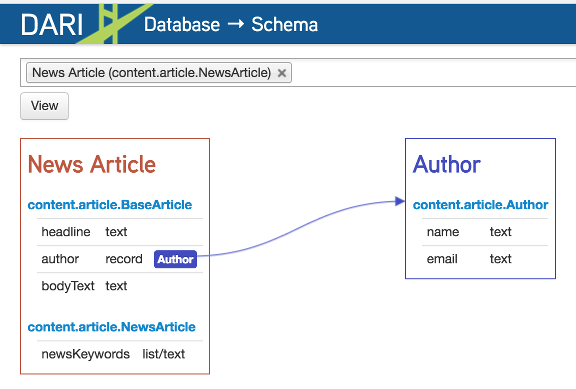 DARI Database → Schema
News Article (content.article.NewsArticle) ×
View
News Article
content.article.BaseArticle
headline text
author record Author
bodyText text
content.article.NewsArticle
newsKeywords list/text
Author
content.article.Author
name text
email text